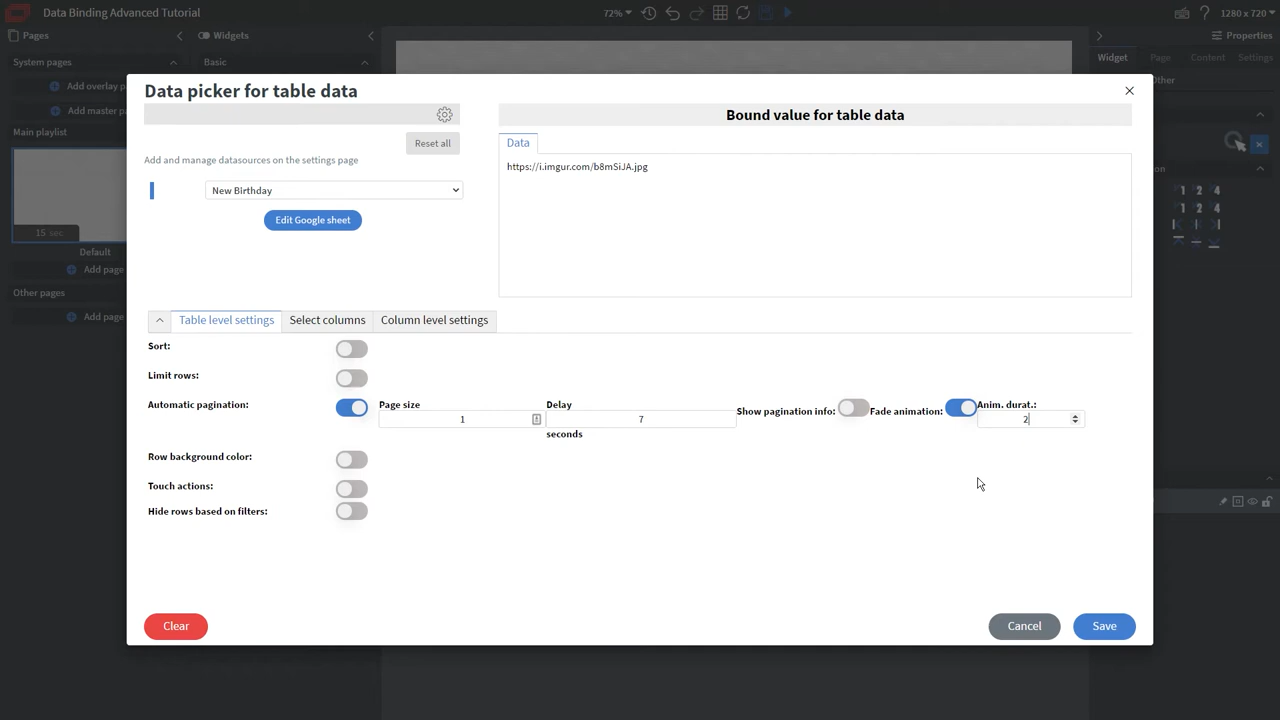 Data Binding Advanced Tutorial
72%
1280 x 720
Pages
Widgets
Properties
System pages
Basic
Widget
Page
Content
Settings
Add overlay pa
Other
Add master pa
Main playlist
15 sec
Default
Add page
Other pages
Add page
Data picker for table data
Reset all
Add and manage datasources on the settings page
New Birthday
Edit Google sheet
Bound value for table data
Data
https://i.imgur.com/b8mSiJA.jpg
Table level settings
Select columns
Column level settings
Sort:
Limit rows:
Automatic pagination:
Page size
1
Delay
7
seconds
Show pagination info:
Fade animation:
Anim. durat.:
2
Row background color:
Touch actions:
Hide rows based on filters:
Clear
Cancel
Save